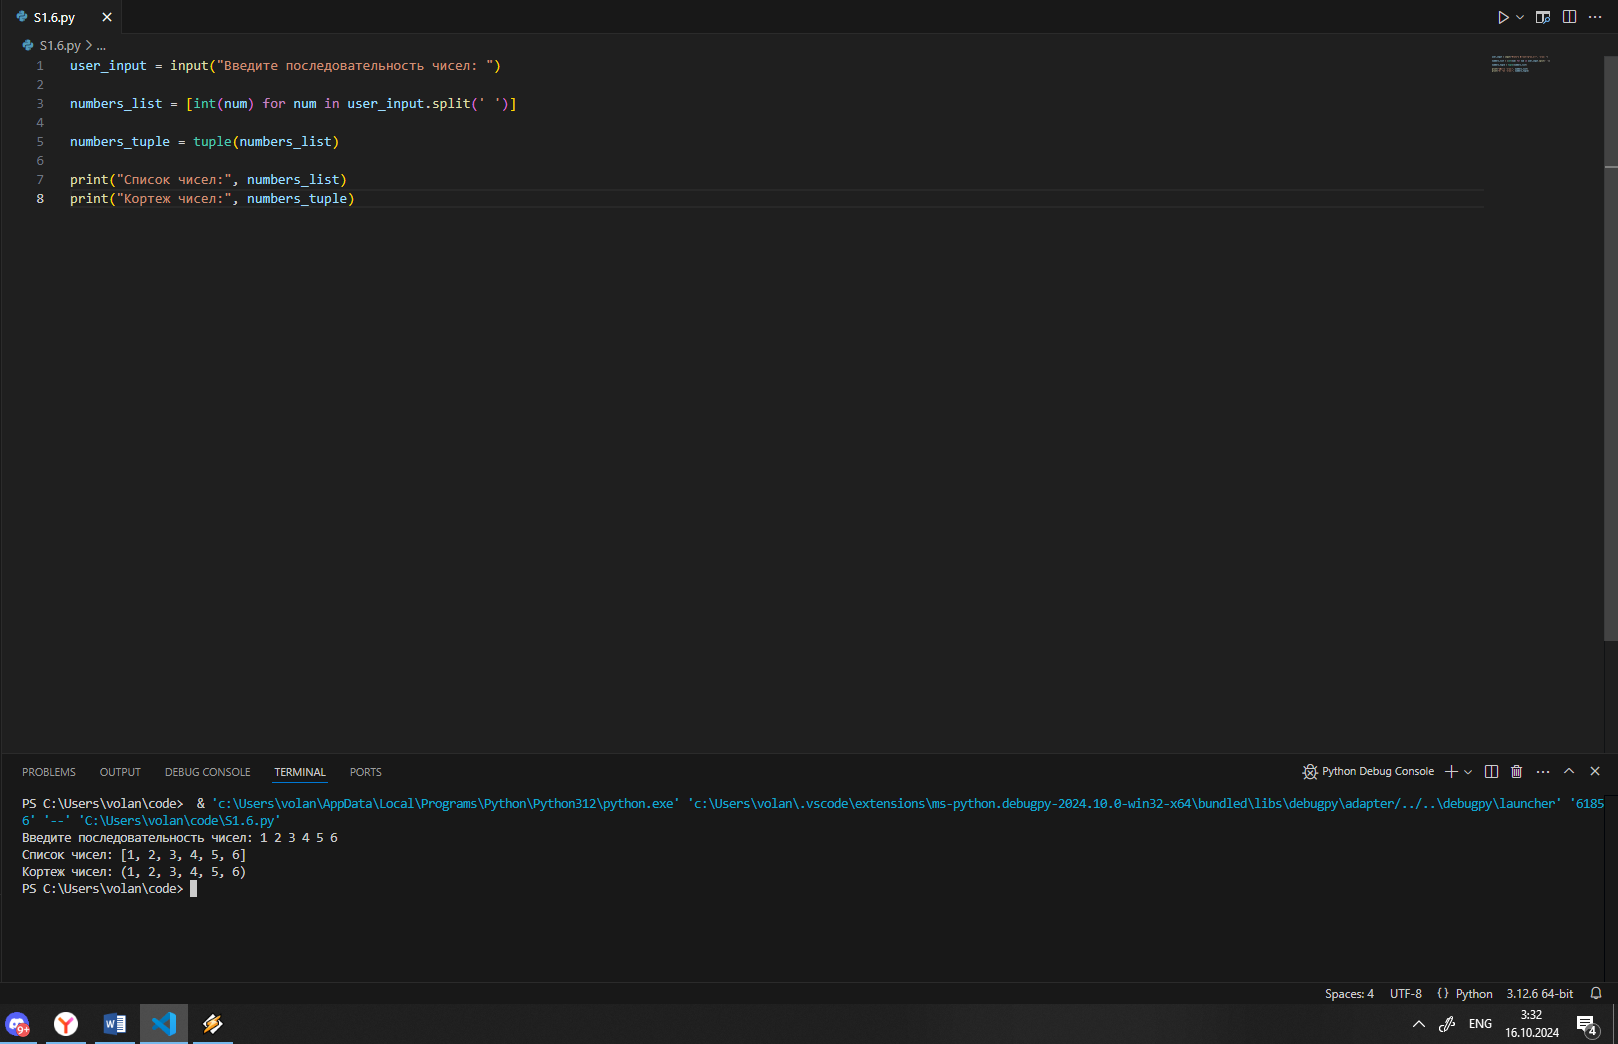 S1.6.py
S1.6.py > ...
1 user_input = input("Введите последовательность чисел: ")
2
3 numbers_list = [int(num) for num in user_input.split(' ')]
4
5 numbers_tuple = tuple(numbers_list)
6
7 print("Список чисел:", numbers_list)
8 print("Кортеж чисел:", numbers_tuple)
PROBLEMS OUTPUT DEBUG CONSOLE TERMINAL PORTS Python Debug Console
PS C:\Users\volan\code>  & 'c:\Users\volan\AppData\Local\Programs\Python\Python312\python.exe' 'c:\Users\volan\.vscode\extensions\ms-python.debugpy-2024.10.0-win32-x64\bundled\libs\debugpy\adapter/../..\debugpy\launcher' '6185
6' '--' 'C:\Users\volan\code\S1.6.py'
Введите последовательность чисел: 1 2 3 4 5 6
Список чисел: [1, 2, 3, 4, 5, 6]
Кортеж чисел: (1, 2, 3, 4, 5, 6)
PS C:\Users\volan\code>
Spaces: 4 UTF-8 {} Python 3.12.6 64-bit
9+ ENG 3:32
16.10.2024 4